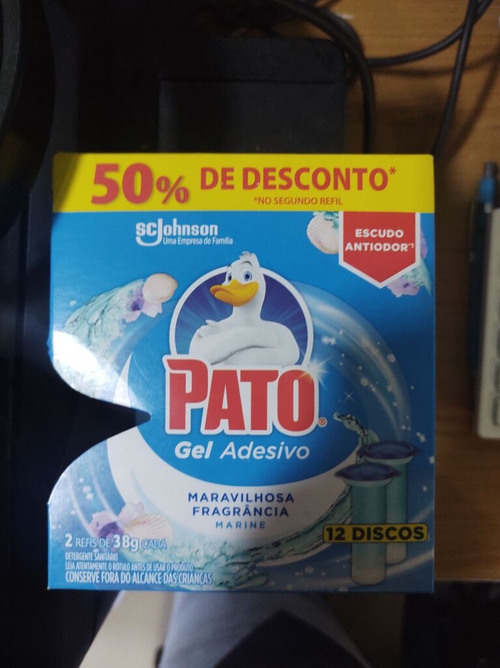 50% DE DESCONTO*
*NO SEGUNDO REFIL
SCJohnson
Uma Empresa de Família
ESCUDO
ANTIODOR*¹
PATO®
Gel Adesivo
MARAVILHOSA
FRAGRÂNCIA
MARINE
12 DISCOS
2 REFIS DE 38g CADA
DETERGENTE SANITÁRIO
LEIA ATENTAMENTE O RÓTULO ANTES DE USAR O PRODUTO.
CONSERVE FORA DO ALCANCE DAS CRIANÇAS